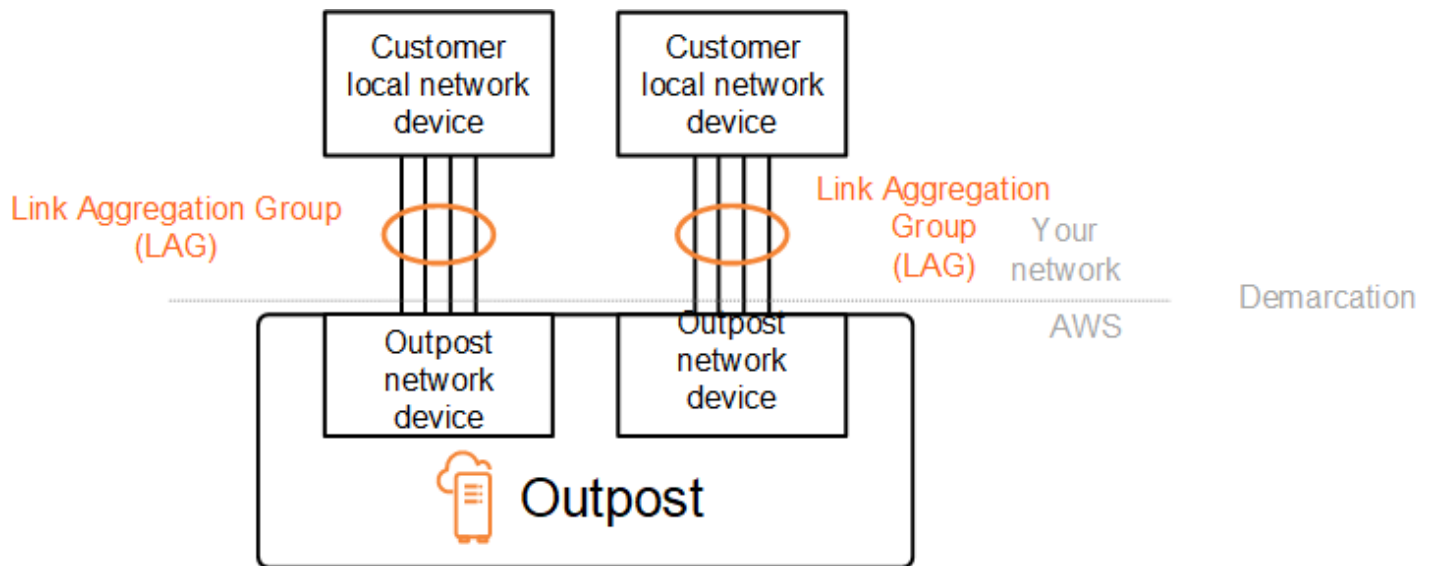 Customer
local network
device
Customer
local network
device
Link Aggregation Group
(LAG)
Link Aggregation
Group
(LAG)
Your
network
Demarcation
AWS
Outpost
network
device
Outpost
network
device
Outpost